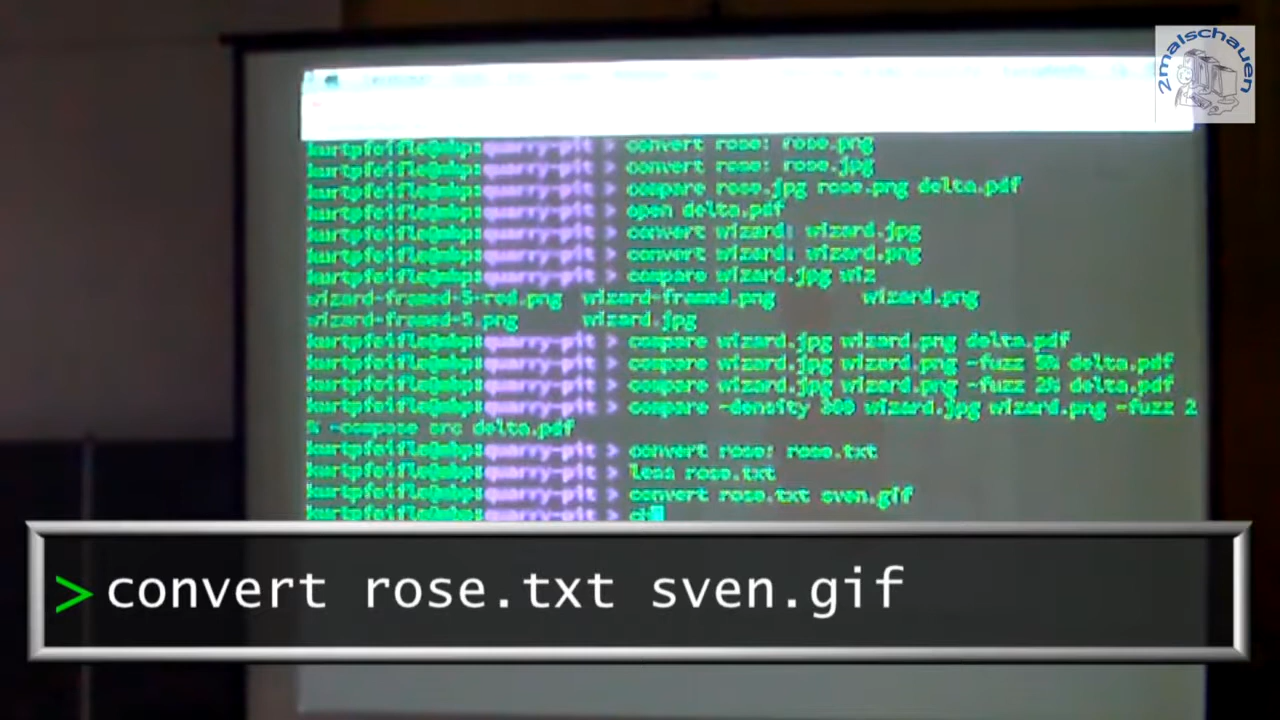 2malschauen
kurtpfeifle@mbp:quarry-pit > convert rose: rose.png
kurtpfeifle@mbp:quarry-pit > convert rose: rose.jpg
kurtpfeifle@mbp:quarry-pit > compare rose.jpg rose.png delta.pdf
kurtpfeifle@mbp:quarry-pit > open delta.pdf
kurtpfeifle@mbp:quarry-pit > convert wizard: wizard.jpg
kurtpfeifle@mbp:quarry-pit > convert wizard: wizard.png
kurtpfeifle@mbp:quarry-pit > compare wizard.jpg wiz
wizard-framed-5-red.png wizard-framed.png wizard.png
wizard-framed-5.png wizard.jpg
kurtpfeifle@mbp:quarry-pit > compare wizard.jpg wizard.png delta.pdf
kurtpfeifle@mbp:quarry-pit > compare wizard.jpg wizard.png -fuzz 5% delta.pdf
kurtpfeifle@mbp:quarry-pit > compare wizard.jpg wizard.png -fuzz 2% delta.pdf
kurtpfeifle@mbp:quarry-pit > compare -density 300 wizard.jpg wizard.png -fuzz 2
% -compose src delta.pdf
kurtpfeifle@mbp:quarry-pit > convert rose: rose.txt
kurtpfeifle@mbp:quarry-pit > less rose.txt
kurtpfeifle@mbp:quarry-pit > convert rose.txt sven.gif
kurtpfeifle@mbp:quarry-pit >
> convert rose.txt sven.gif